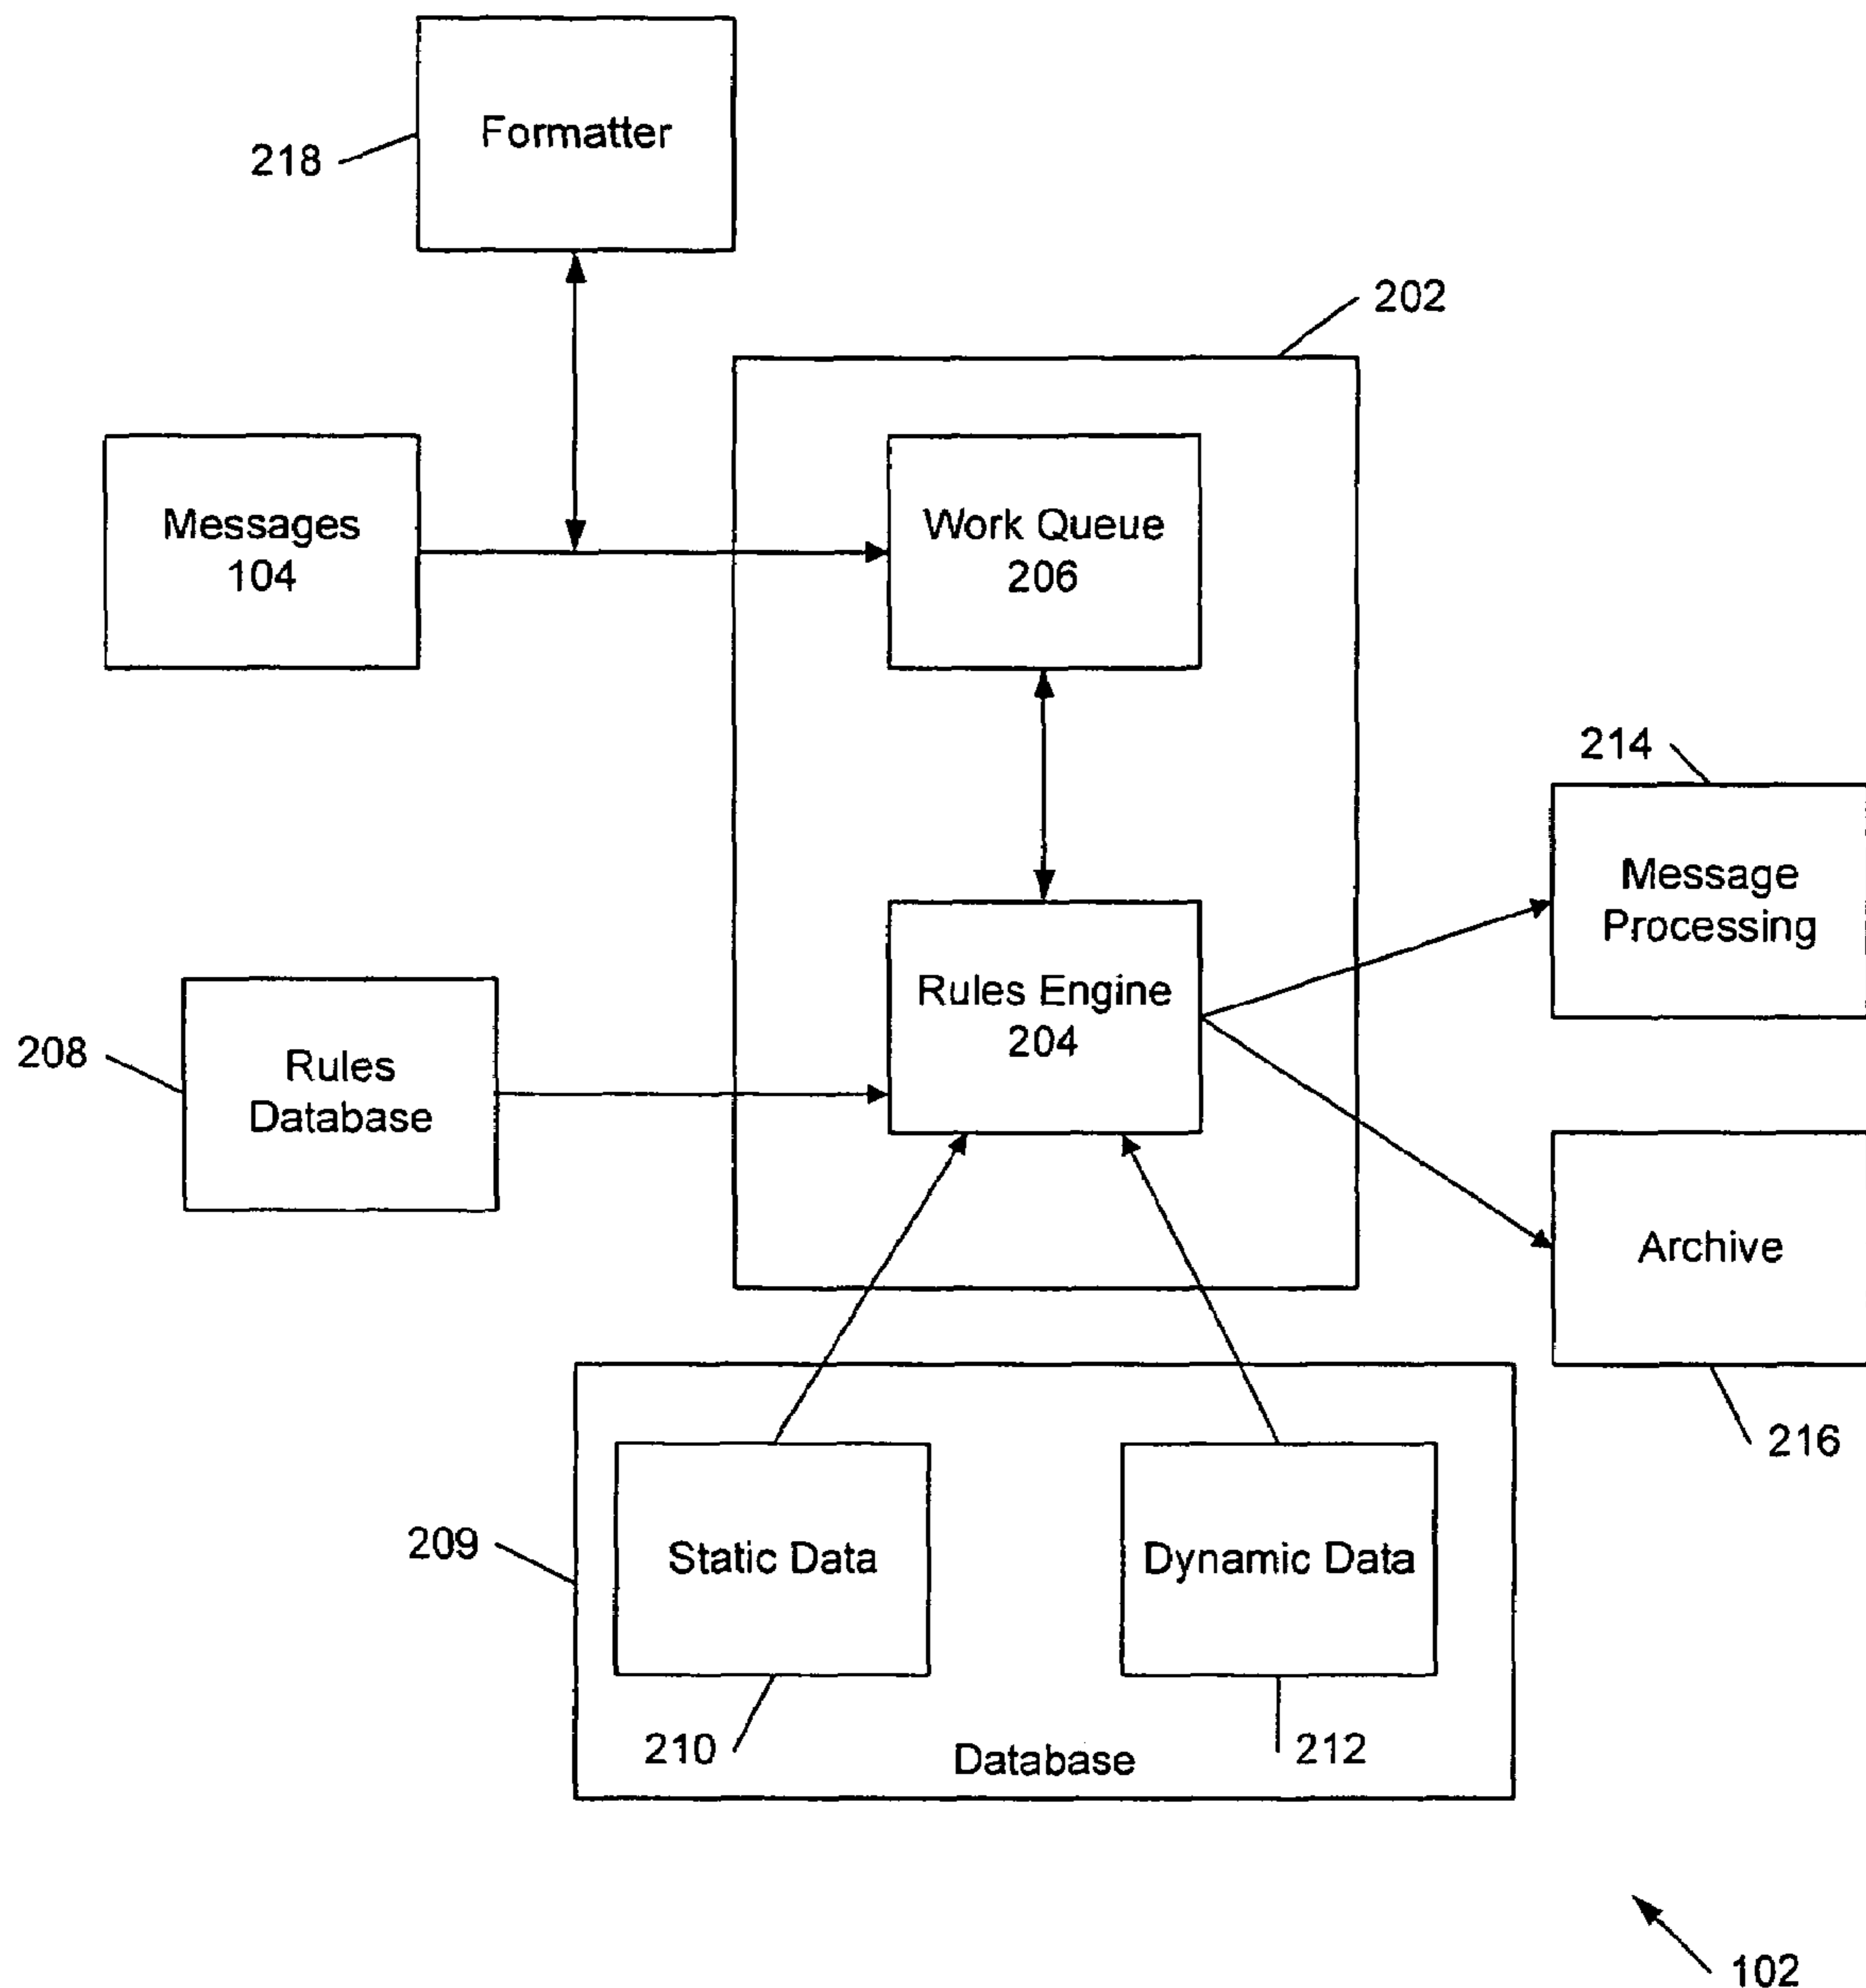 Formatter
218
202
Messages
104
Work Queue
206
214
Message
Processing
Rules Engine
204
208
Rules
Database
Archive
216
209
Static Data
Dynamic Data
210
212
Database
102